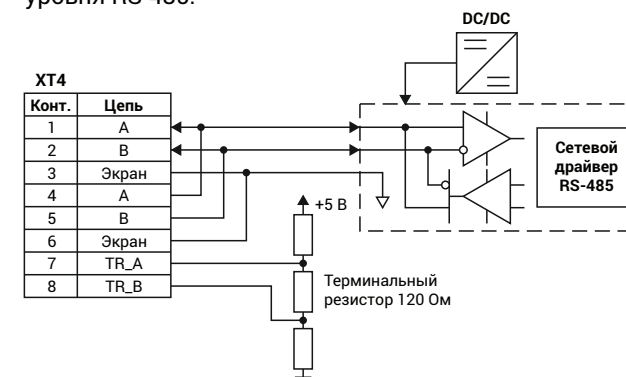 уровня RS-485.
DC/DC
XT4
Конт. Цепь
1 A
2 B
3 Экран
4 A
5 B
6 Экран
7 TR_A
8 TR_B
+5 В
Терминальный
резистор 120 Ом
Сетевой
драйвер
RS-485